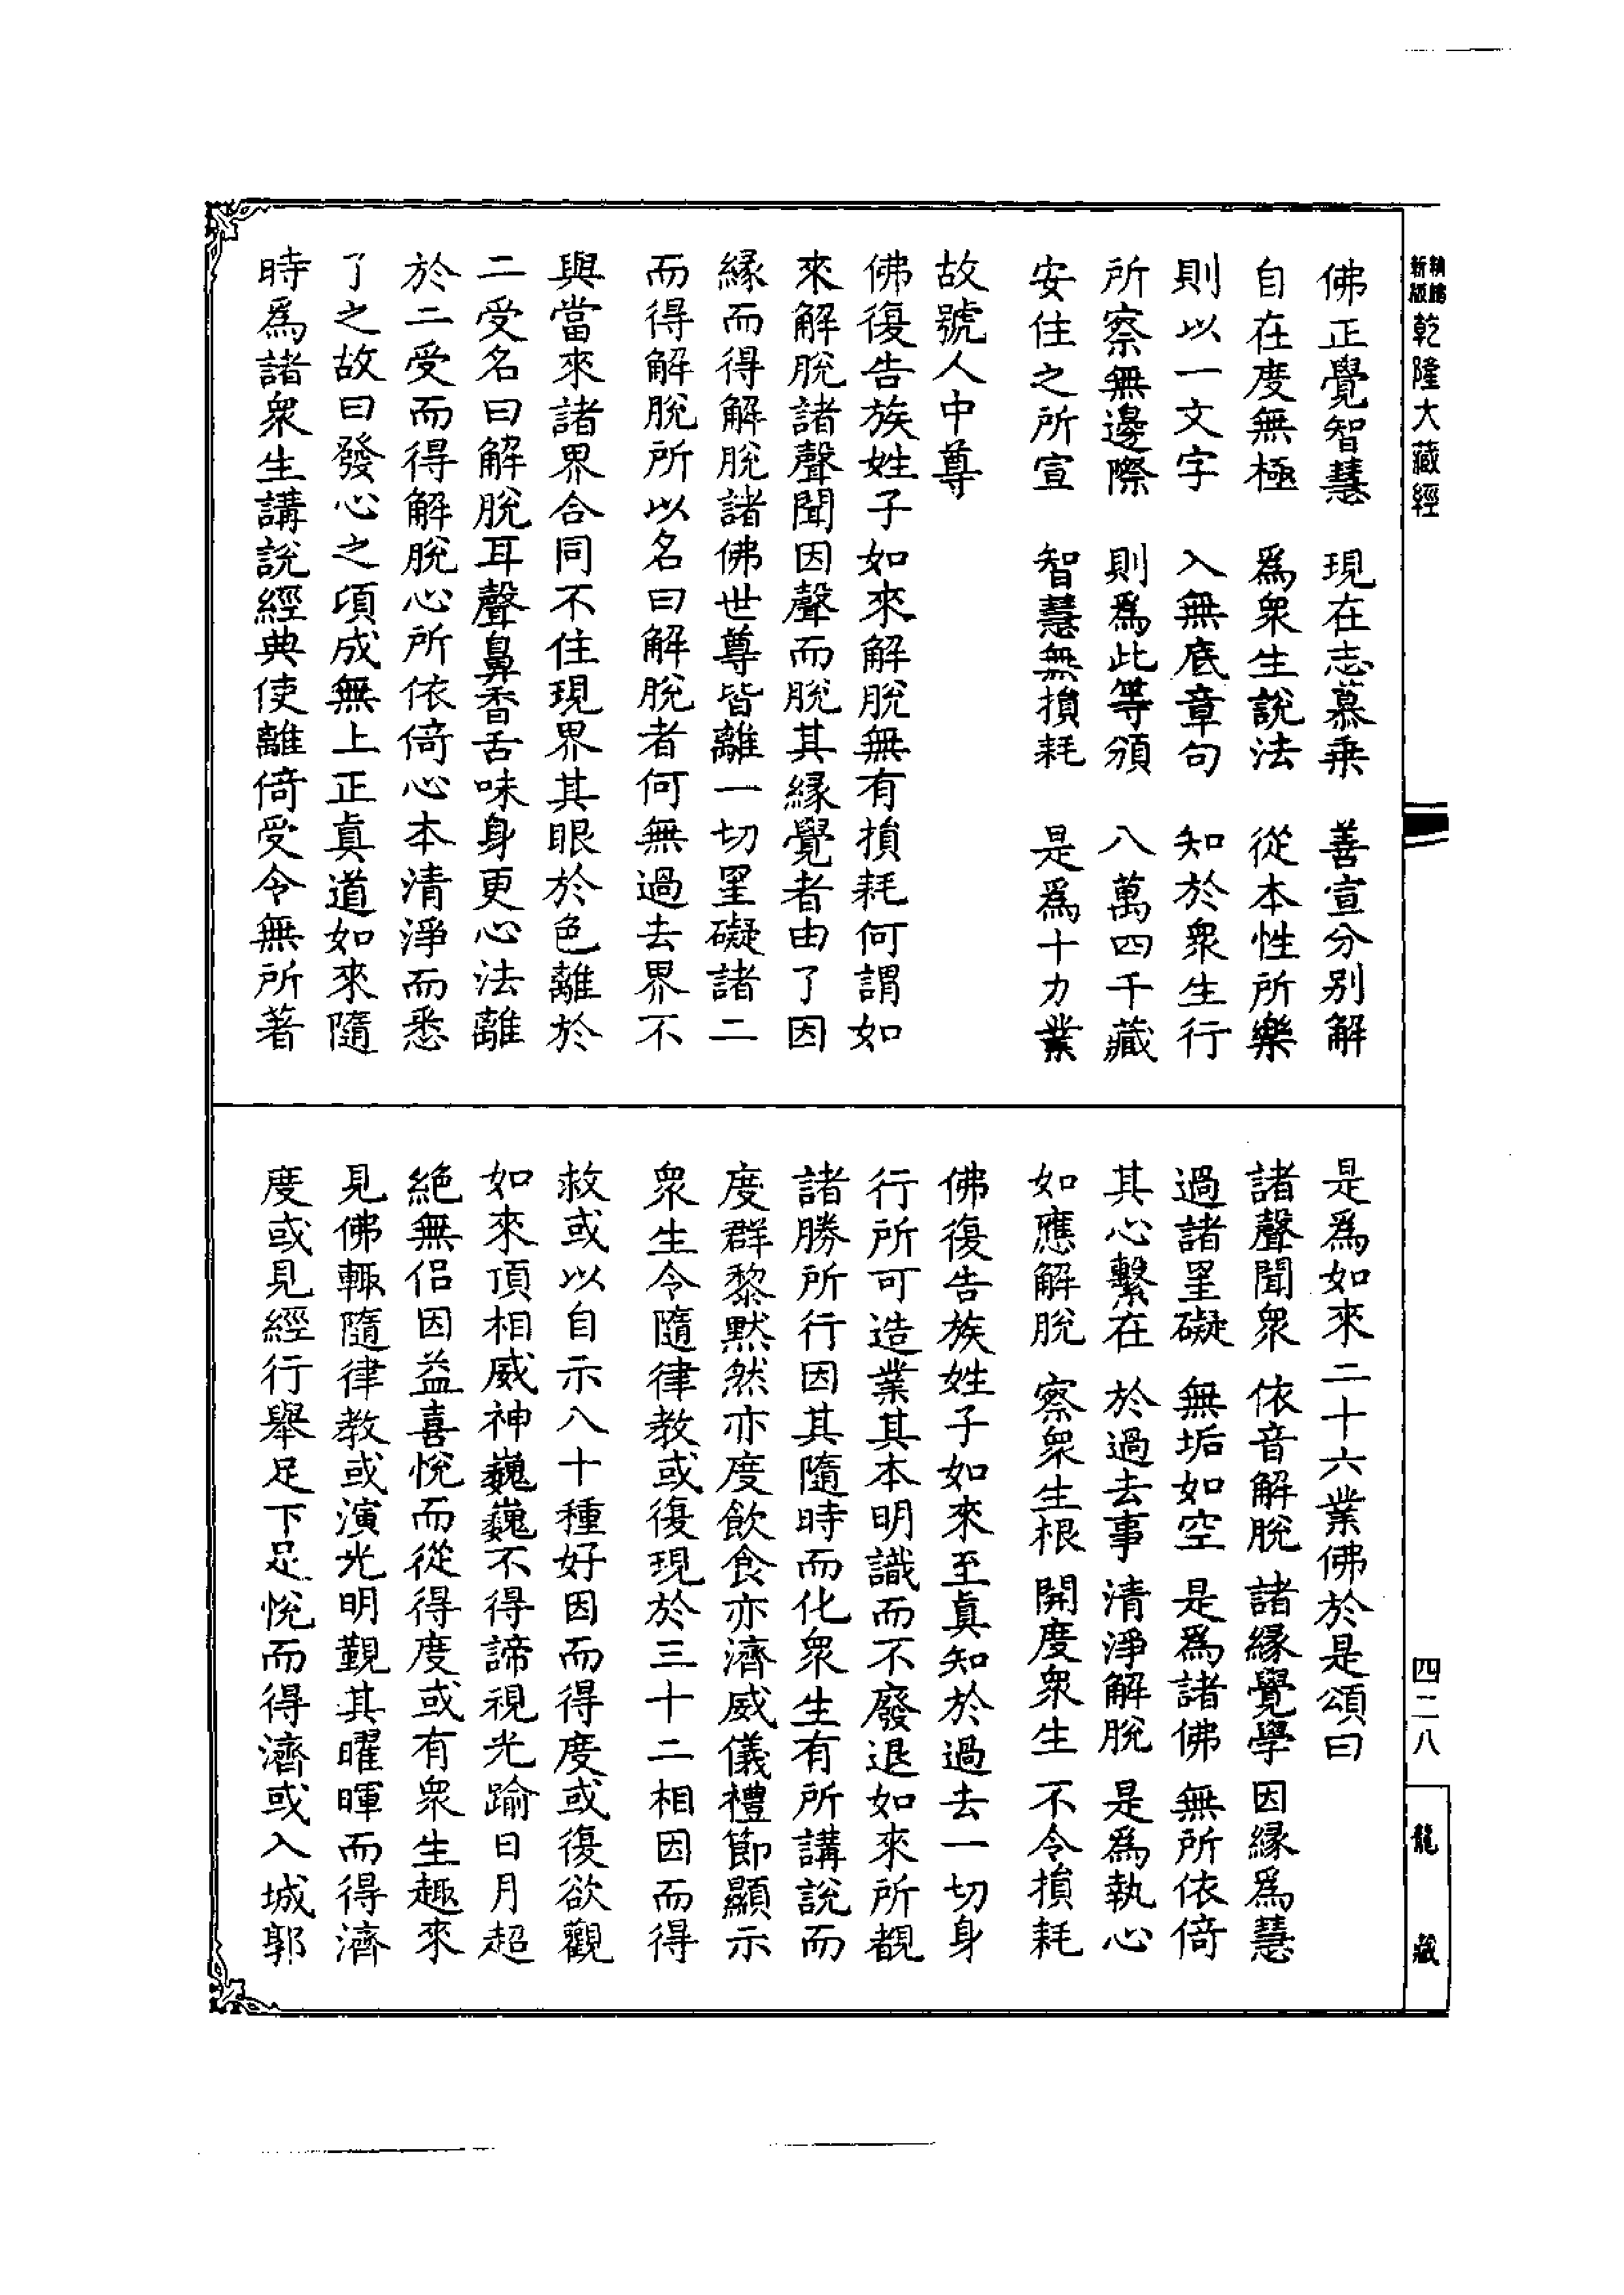 新版
乾隆大藏經
佛正覺智慧　現在志慕乗　善宣分别解
自在度無極　爲衆生説法　從本性所樂
則以一文字　入無底章句　知於衆生行
所察無邊際　則爲此等頒　八萬四千藏
安住之所宣　智慧無損耗　是爲十力業
故號人中尊
佛復告族姓子如來解脫無有損耗何謂如
來解脫諸聲聞因聲而脫其緣覺者由了因
緣而得解脫諸佛世尊皆離一切罣礙諸二
而得解脫所以名曰解脫者何無過去界不
與當來諸界合同不住現界其眼於色離於
二受名曰解脫耳聲鼻香舌味身更心法離
於二受而得解脫心所依倚心本清淨而悉
了之故曰發心之頃成無上正眞道如來隨
時爲諸衆生講説經典使離倚受令無所著
是爲如來二十六業佛於是頌曰
諸聲聞衆　依音解脫　諸緣覺學　因緣爲慧
過諸罣礙　無垢如空　是爲諸佛　無所依倚
其心繫在　於過去事　清淨解脫　是爲執心
如應解脫　察衆生根　開度衆生　不令損耗
佛復告族姓子如來至眞知於過去一切身
行所可造業其本明識而不廢退如來所覩
諸勝所行因其隨時而化衆生有所講說而
度群黎默然亦度飲食亦濟威儀禮節顯示
衆生令隨律教或復現於三十二相因而得
救或以自示八十種好因而得度或復欲觀
如來頂相威神巍巍不得諦視光踰日月超
絶無侶因益喜悅而從得度或有衆生趣來
見佛輒隨律教或演光明覲其曜暉而得濟
度或見經行舉足下足悅而得濟或入城郭
四二八
龍藏